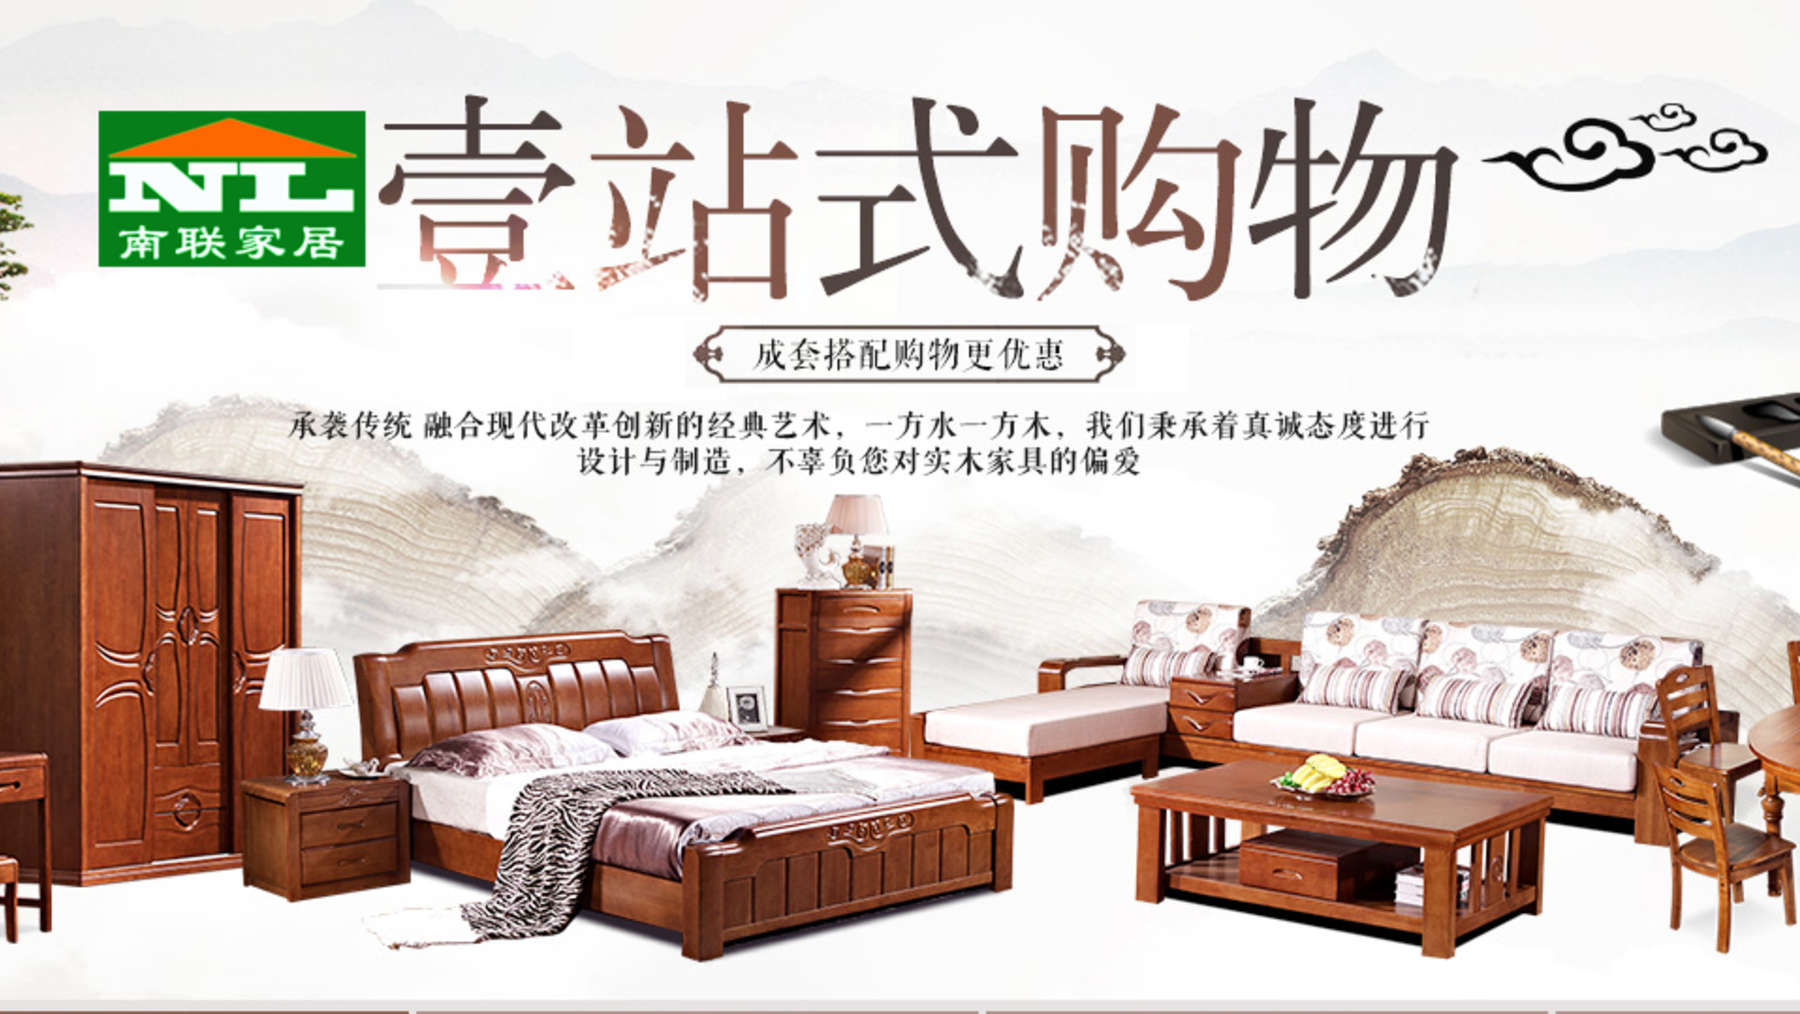 NL
南联家居
壹站式购物
成套搭配购物更优惠
承袭传统 融合现代改革创新的经典艺术，一方水一方木，我们秉承着真诚态度进行
设计与制造，不辜负您对实木家具的偏爱